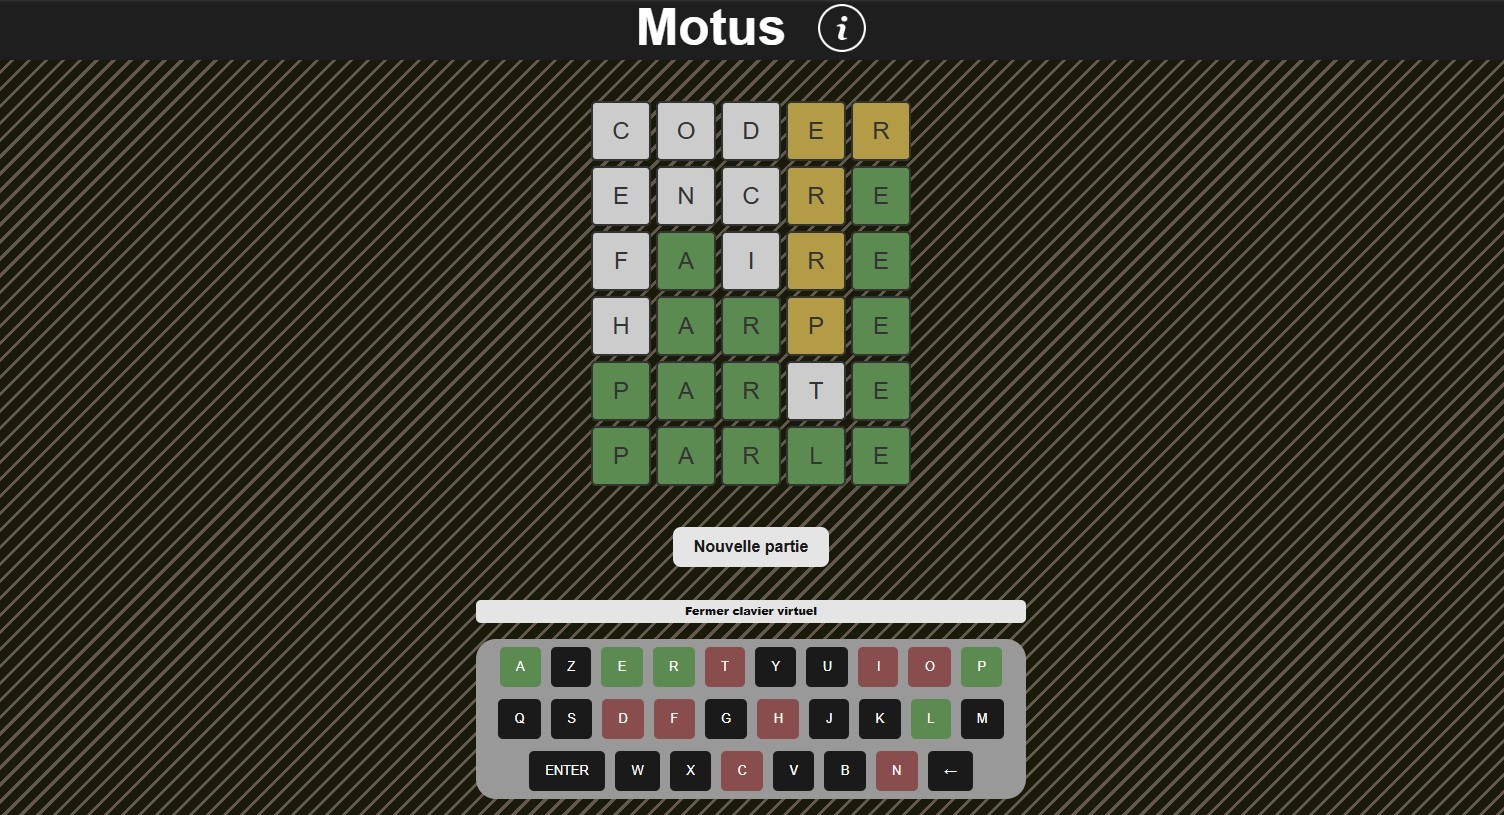 Motus i
C O D E R
E N C R E
F A I R E
H A R P E
P A R T E
P A R L E
Nouvelle partie
Fermer clavier virtuel
A Z E R T Y U I O P
Q S D F G H J K L M
ENTER W X C V B N ←